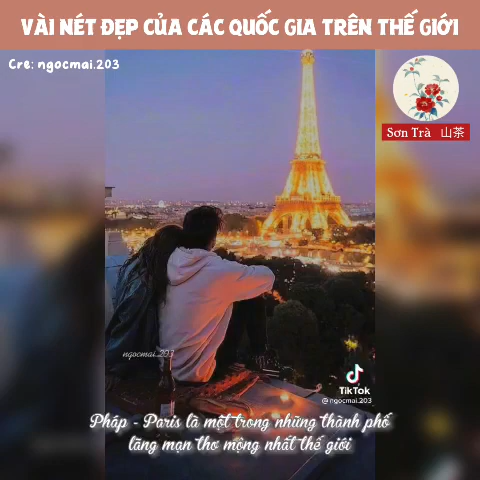 VÀI NÉT ĐẸP CỦA CÁC QUỐC GIA TRÊN THẾ GIỚI
Cre: ngocmai.203
Sơn Trà 山茶
ngocmai.203
TikTok
@ngocmai.203
Pháp - Paris là một trong những thành phố
lãng mạn thơ mộng nhất thế giới